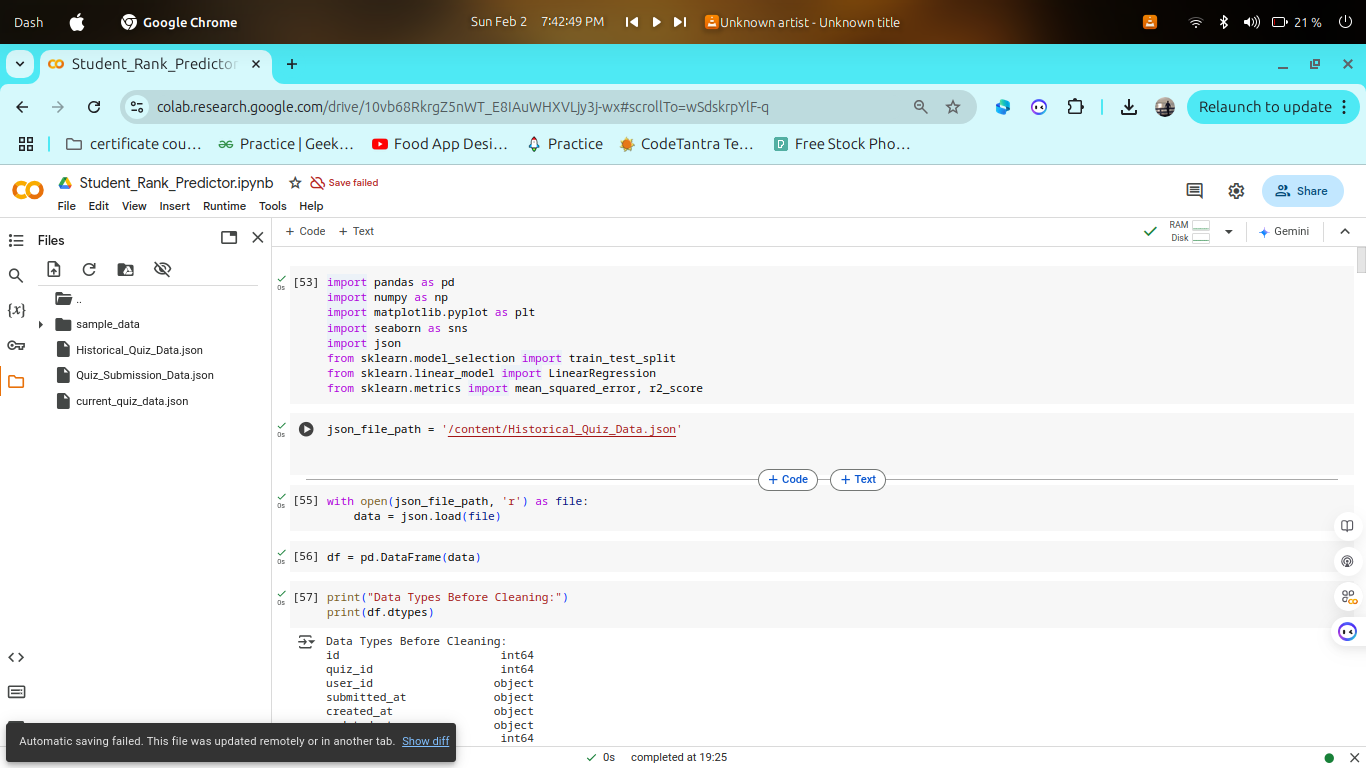 Dash
Google Chrome
Sun Feb 2 7:42:49 PM
Unknown artist - Unknown title
21 %
Student_Rank_Predictor
colab.research.google.com/drive/10vb68RkrgZ5nWT_E8IAuWHXVLjy3j-wx#scrollTo=wSdskrpYlF-q
Relaunch to update
certificate cou...
Practice | Geek...
Food App Desi...
Practice
CodeTantra Te...
Free Stock Pho...
Student_Rank_Predictor.ipynb
Save failed
File Edit View Insert Runtime Tools Help
Share
Files
+ Code + Text
RAM
Disk
Gemini
..
sample_data
Historical_Quiz_Data.json
Quiz_Submission_Data.json
current_quiz_data.json
0s
[53] import pandas as pd
import numpy as np
import matplotlib.pyplot as plt
import seaborn as sns
import json
from sklearn.model_selection import train_test_split
from sklearn.linear_model import LinearRegression
from sklearn.metrics import mean_squared_error, r2_score
0s
json_file_path = '/content/Historical_Quiz_Data.json'
+ Code + Text
0s
[55] with open(json_file_path, 'r') as file:
data = json.load(file)
0s
[56] df = pd.DataFrame(data)
0s
[57] print("Data Types Before Cleaning:")
print(df.dtypes)
Data Types Before Cleaning:
id int64
quiz_id int64
user_id object
submitted_at object
created_at object
object
int64
Automatic saving failed. This file was updated remotely or in another tab. Show diff
0s completed at 19:25